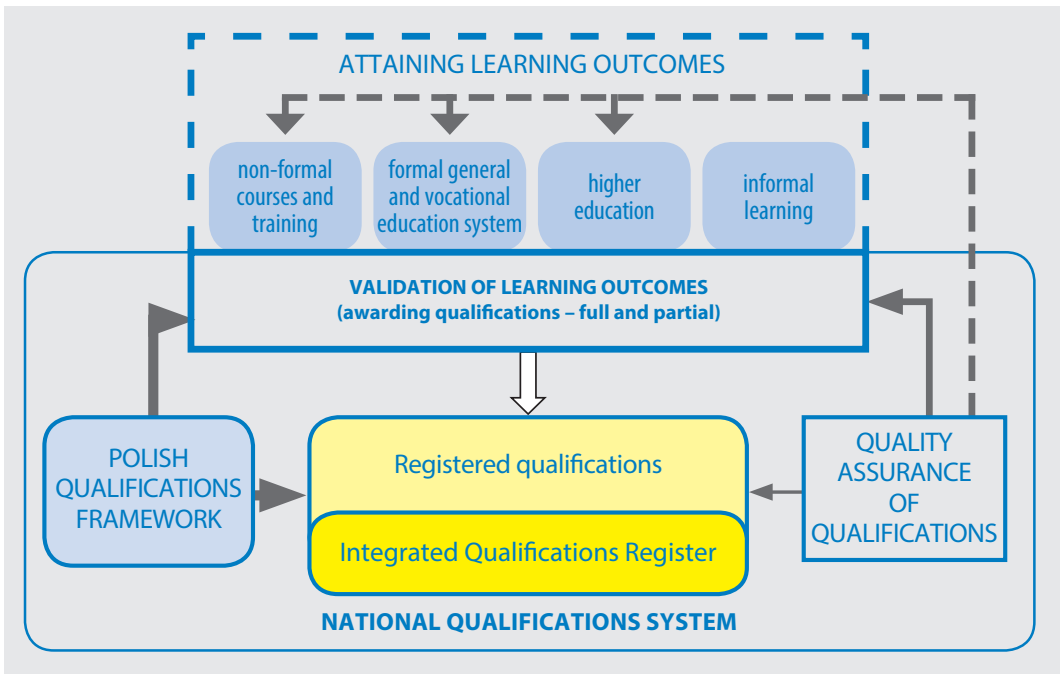 ATTAINING LEARNING OUTCOMES
non-formal
courses and
training
formal general
and vocational
education system
higher
education
informal
learning
VALIDATION OF LEARNING OUTCOMES
(awarding qualifications – full and partial)
POLISH
QUALIFICATIONS
FRAMEWORK
Registered qualifications
Integrated Qualifications Register
QUALITY
ASSURANCE
OF
QUALIFICATIONS
NATIONAL QUALIFICATIONS SYSTEM